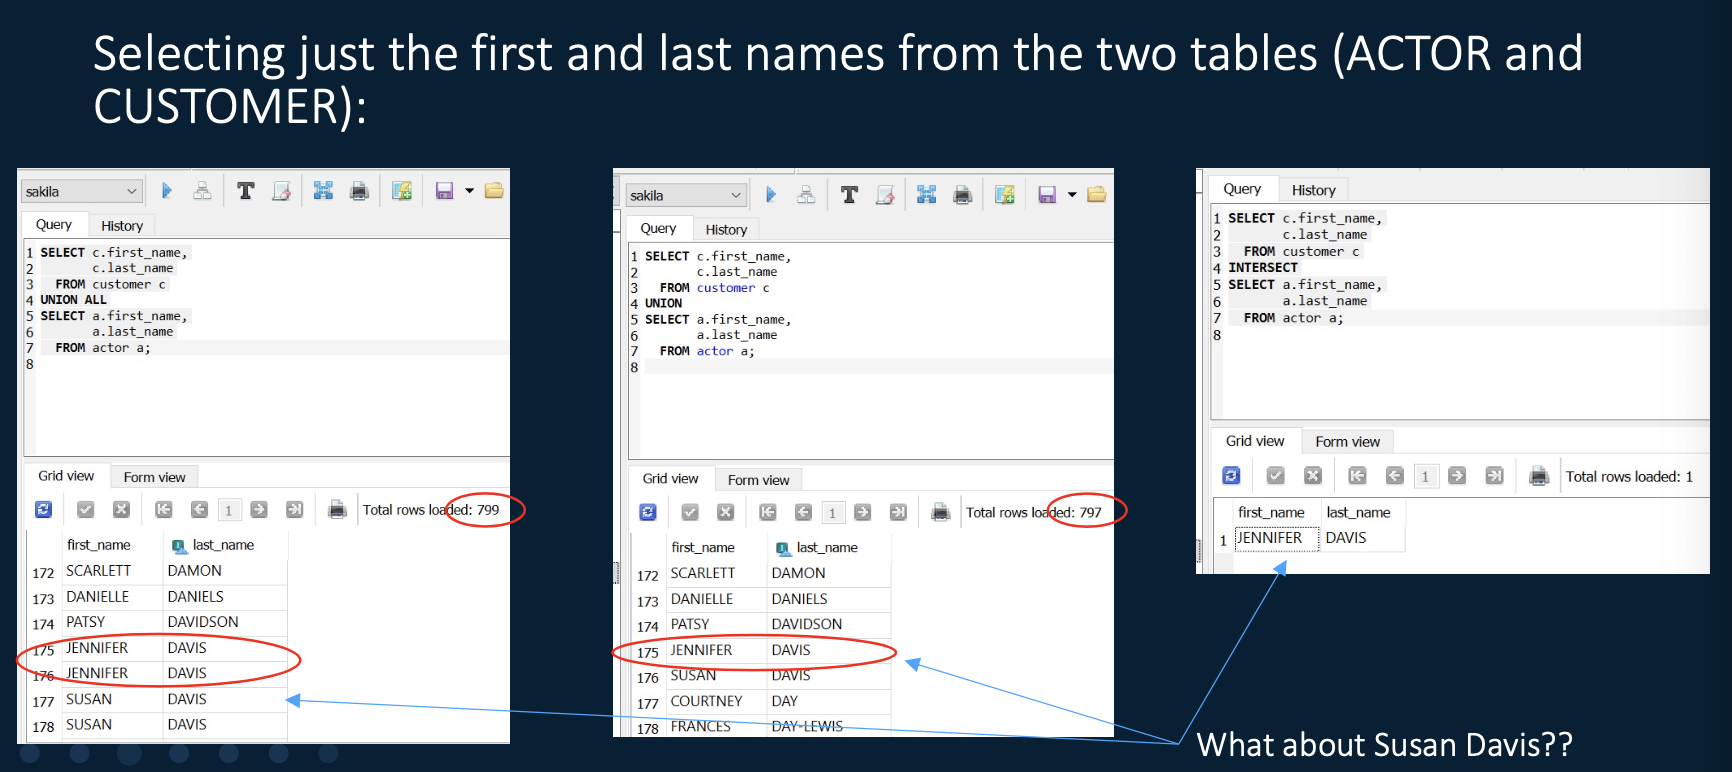 Selecting just the first and last names from the two tables (ACTOR and
CUSTOMER):
sakila
Query History
1 SELECT c.first_name,
2 c.last_name
3 FROM customer c
4 UNION ALL
5 SELECT a.first_name,
6 a.last_name
7 FROM actor a;
8
Grid view Form view
1 Total rows loaded: 799
first_name last_name
172 SCARLETT DAMON
173 DANIELLE DANIELS
174 PATSY DAVIDSON
175 JENNIFER DAVIS
176 JENNIFER DAVIS
177 SUSAN DAVIS
178 SUSAN DAVIS
sakila
Query History
1 SELECT c.first_name,
2 c.last_name
3 FROM customer c
4 UNION
5 SELECT a.first_name,
6 a.last_name
7 FROM actor a;
8
Grid view Form view
1 Total rows loaded: 797
first_name last_name
172 SCARLETT DAMON
173 DANIELLE DANIELS
174 PATSY DAVIDSON
175 JENNIFER DAVIS
176 SUSAN DAVIS
177 COURTNEY DAY
178 FRANCES DAY-LEWIS
Query History
1 SELECT c.first_name,
2 c.last_name
3 FROM customer c
4 INTERSECT
5 SELECT a.first_name,
6 a.last_name
7 FROM actor a;
8
Grid view Form view
1 Total rows loaded: 1
first_name last_name
1 JENNIFER DAVIS
What about Susan Davis??